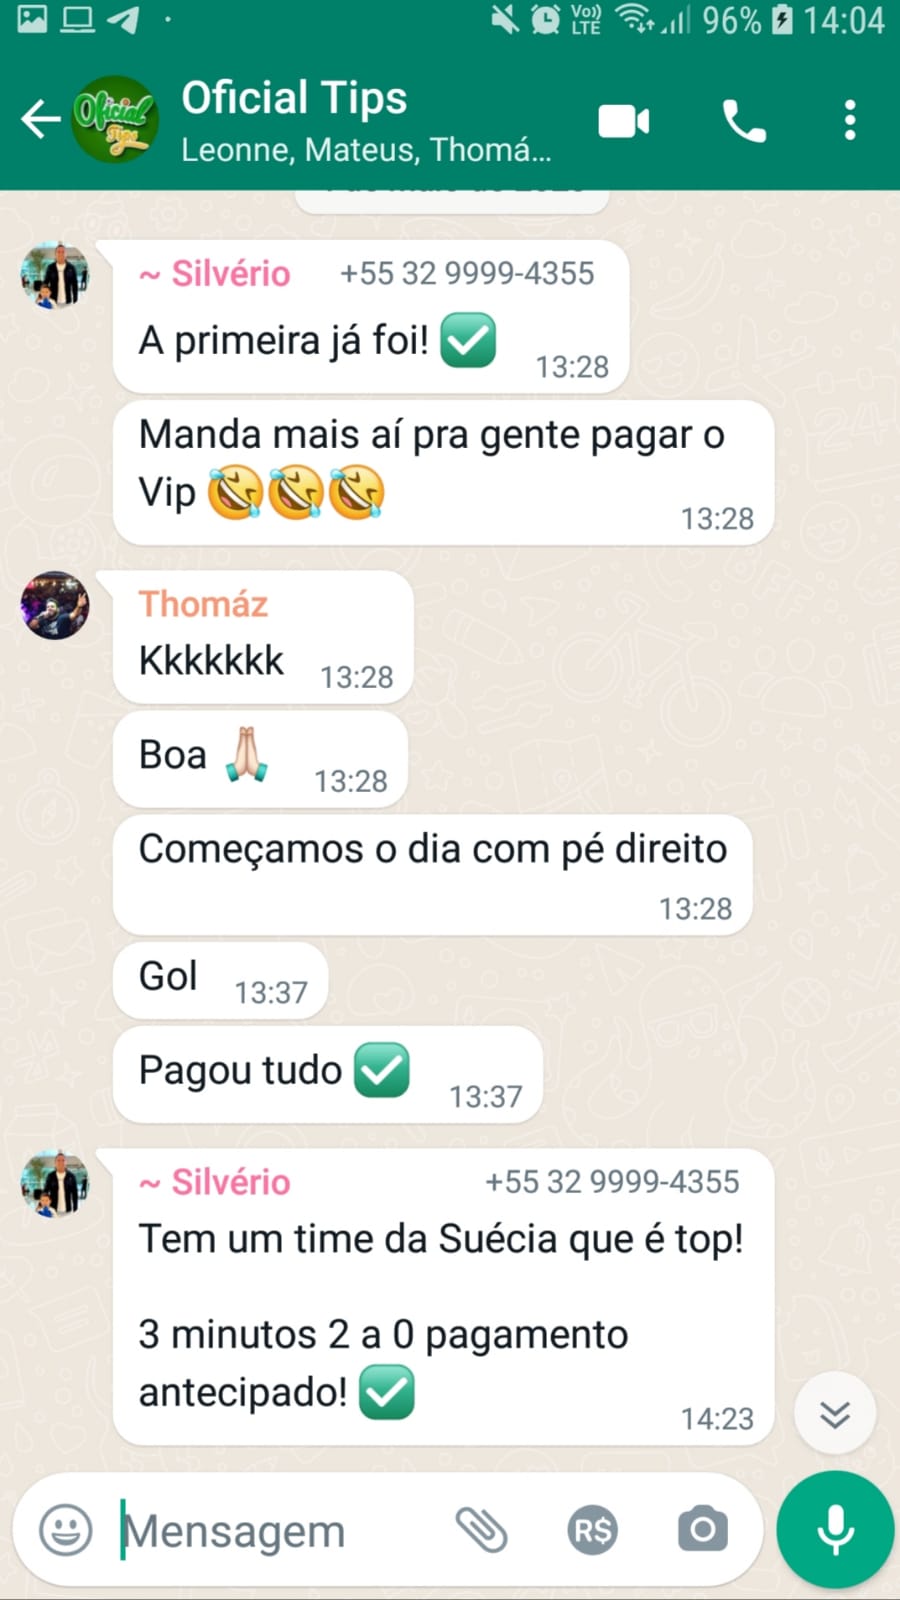 Vo)) LTE 96% 14:04
Oficial Tips
Oficial Tips
Leonne, Mateus, Thomá...
~ Silvério +55 32 9999-4355
A primeira já foi! ✅
13:28
Manda mais aí pra gente pagar o
Vip 🤣🤣🤣
13:28
Thomáz
Kkkkkkk 13:28
Boa 🙏🏻 13:28
Começamos o dia com pé direito
13:28
Gol 13:37
Pagou tudo ✅ 13:37
~ Silvério +55 32 9999-4355
Tem um time da Suécia que é top!
3 minutos 2 a 0 pagamento
antecipado! ✅
14:23
Mensagem R$